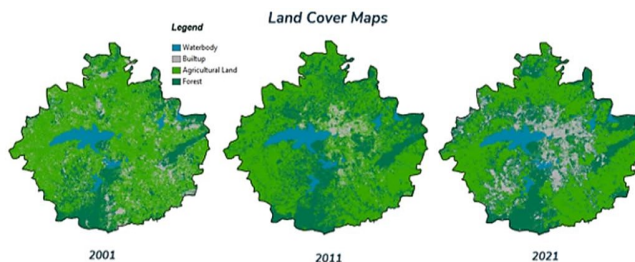 Land Cover Maps
Legend
Waterbody
Builtup
Agricultural Land
Forest
2001
2011
2021